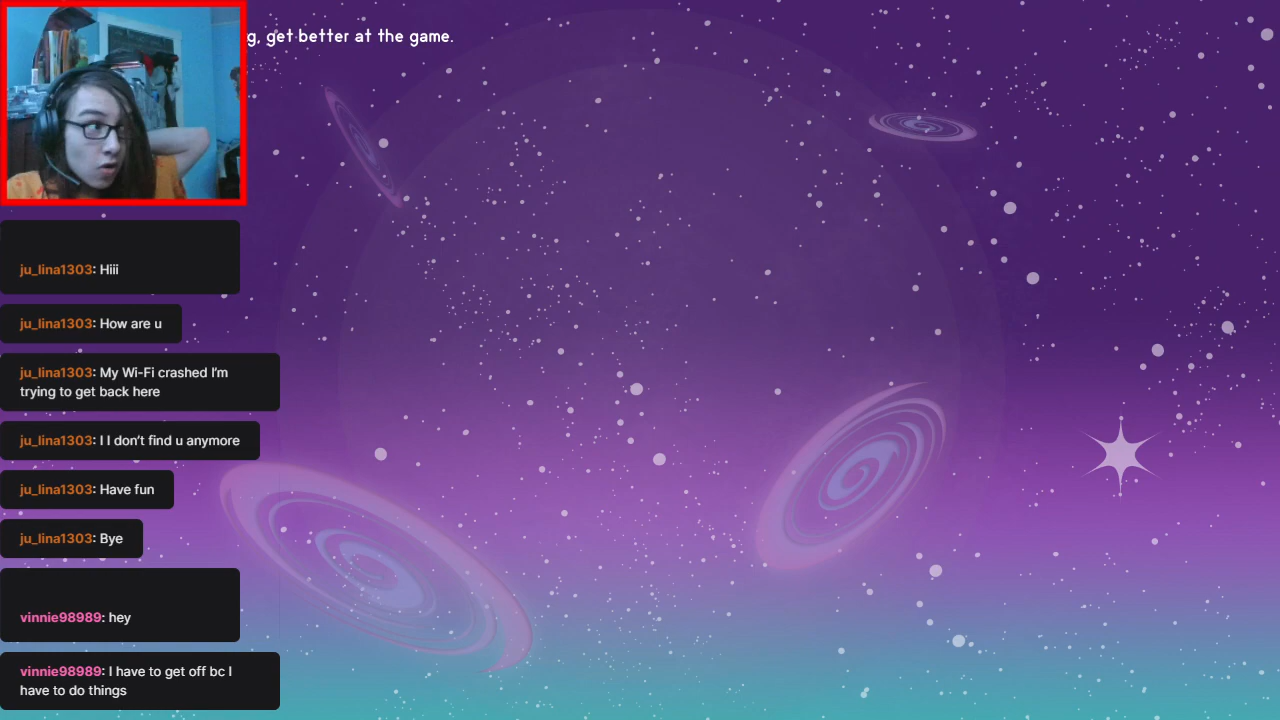 g, get better at the game.
ju_lina1303: Hiii
ju_lina1303: How are u
ju_lina1303: My Wi-Fi crashed I'm
trying to get back here
ju_lina1303: I I don't find u anymore
ju_lina1303: Have fun
ju_lina1303: Bye
vinnie98989: hey
vinnie98989: I have to get off bc I
have to do things